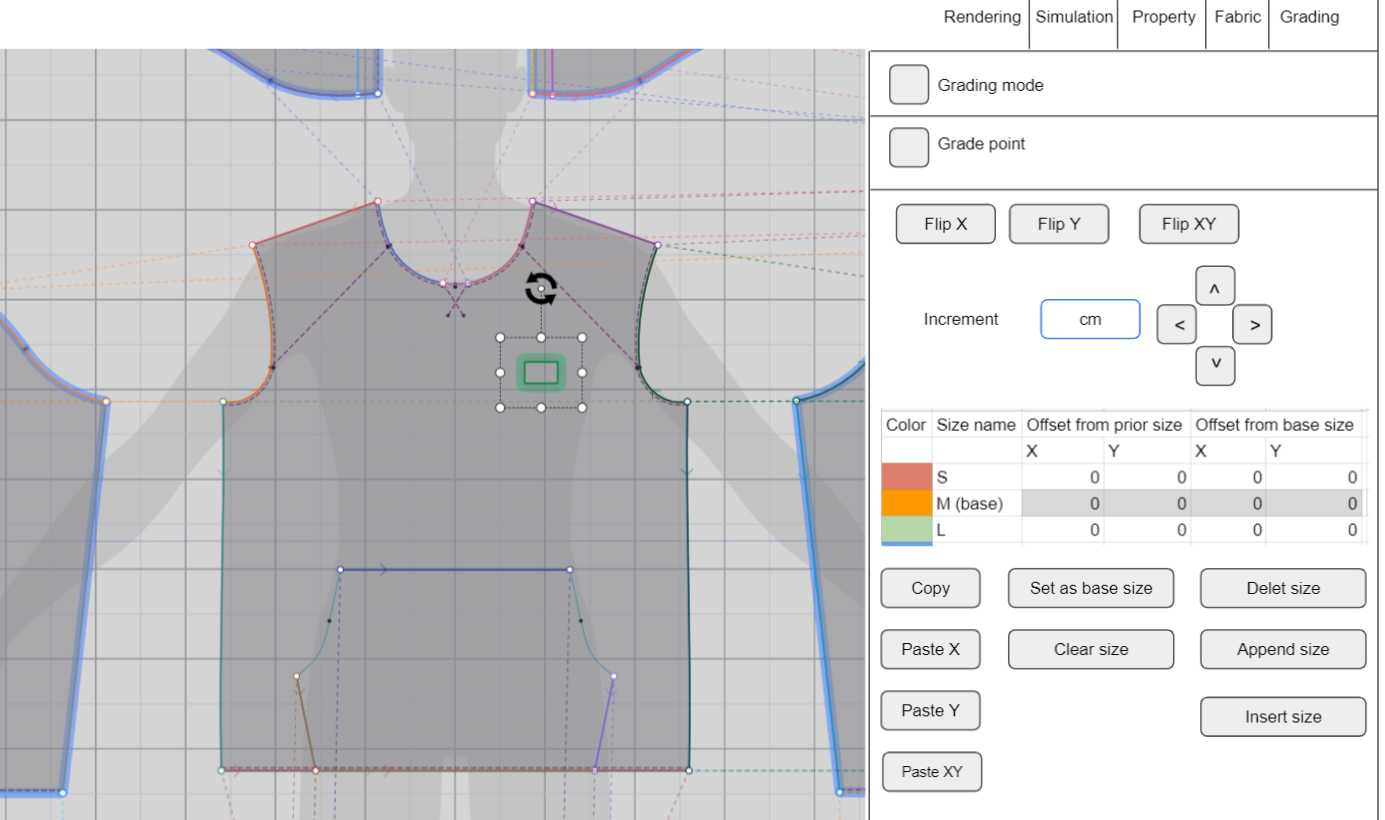 Rendering Simulation Property Fabric Grading
Grading mode
Grade point
Flip X Flip Y Flip XY
˄
Increment cm < >
˅
Color Size name Offset from prior size Offset from base size
X Y X Y
S 0 0 0 0
M (base) 0 0 0 0
L 0 0 0 0
Copy Set as base size Delet size
Paste X Clear size Append size
Paste Y
Insert size
Paste XY